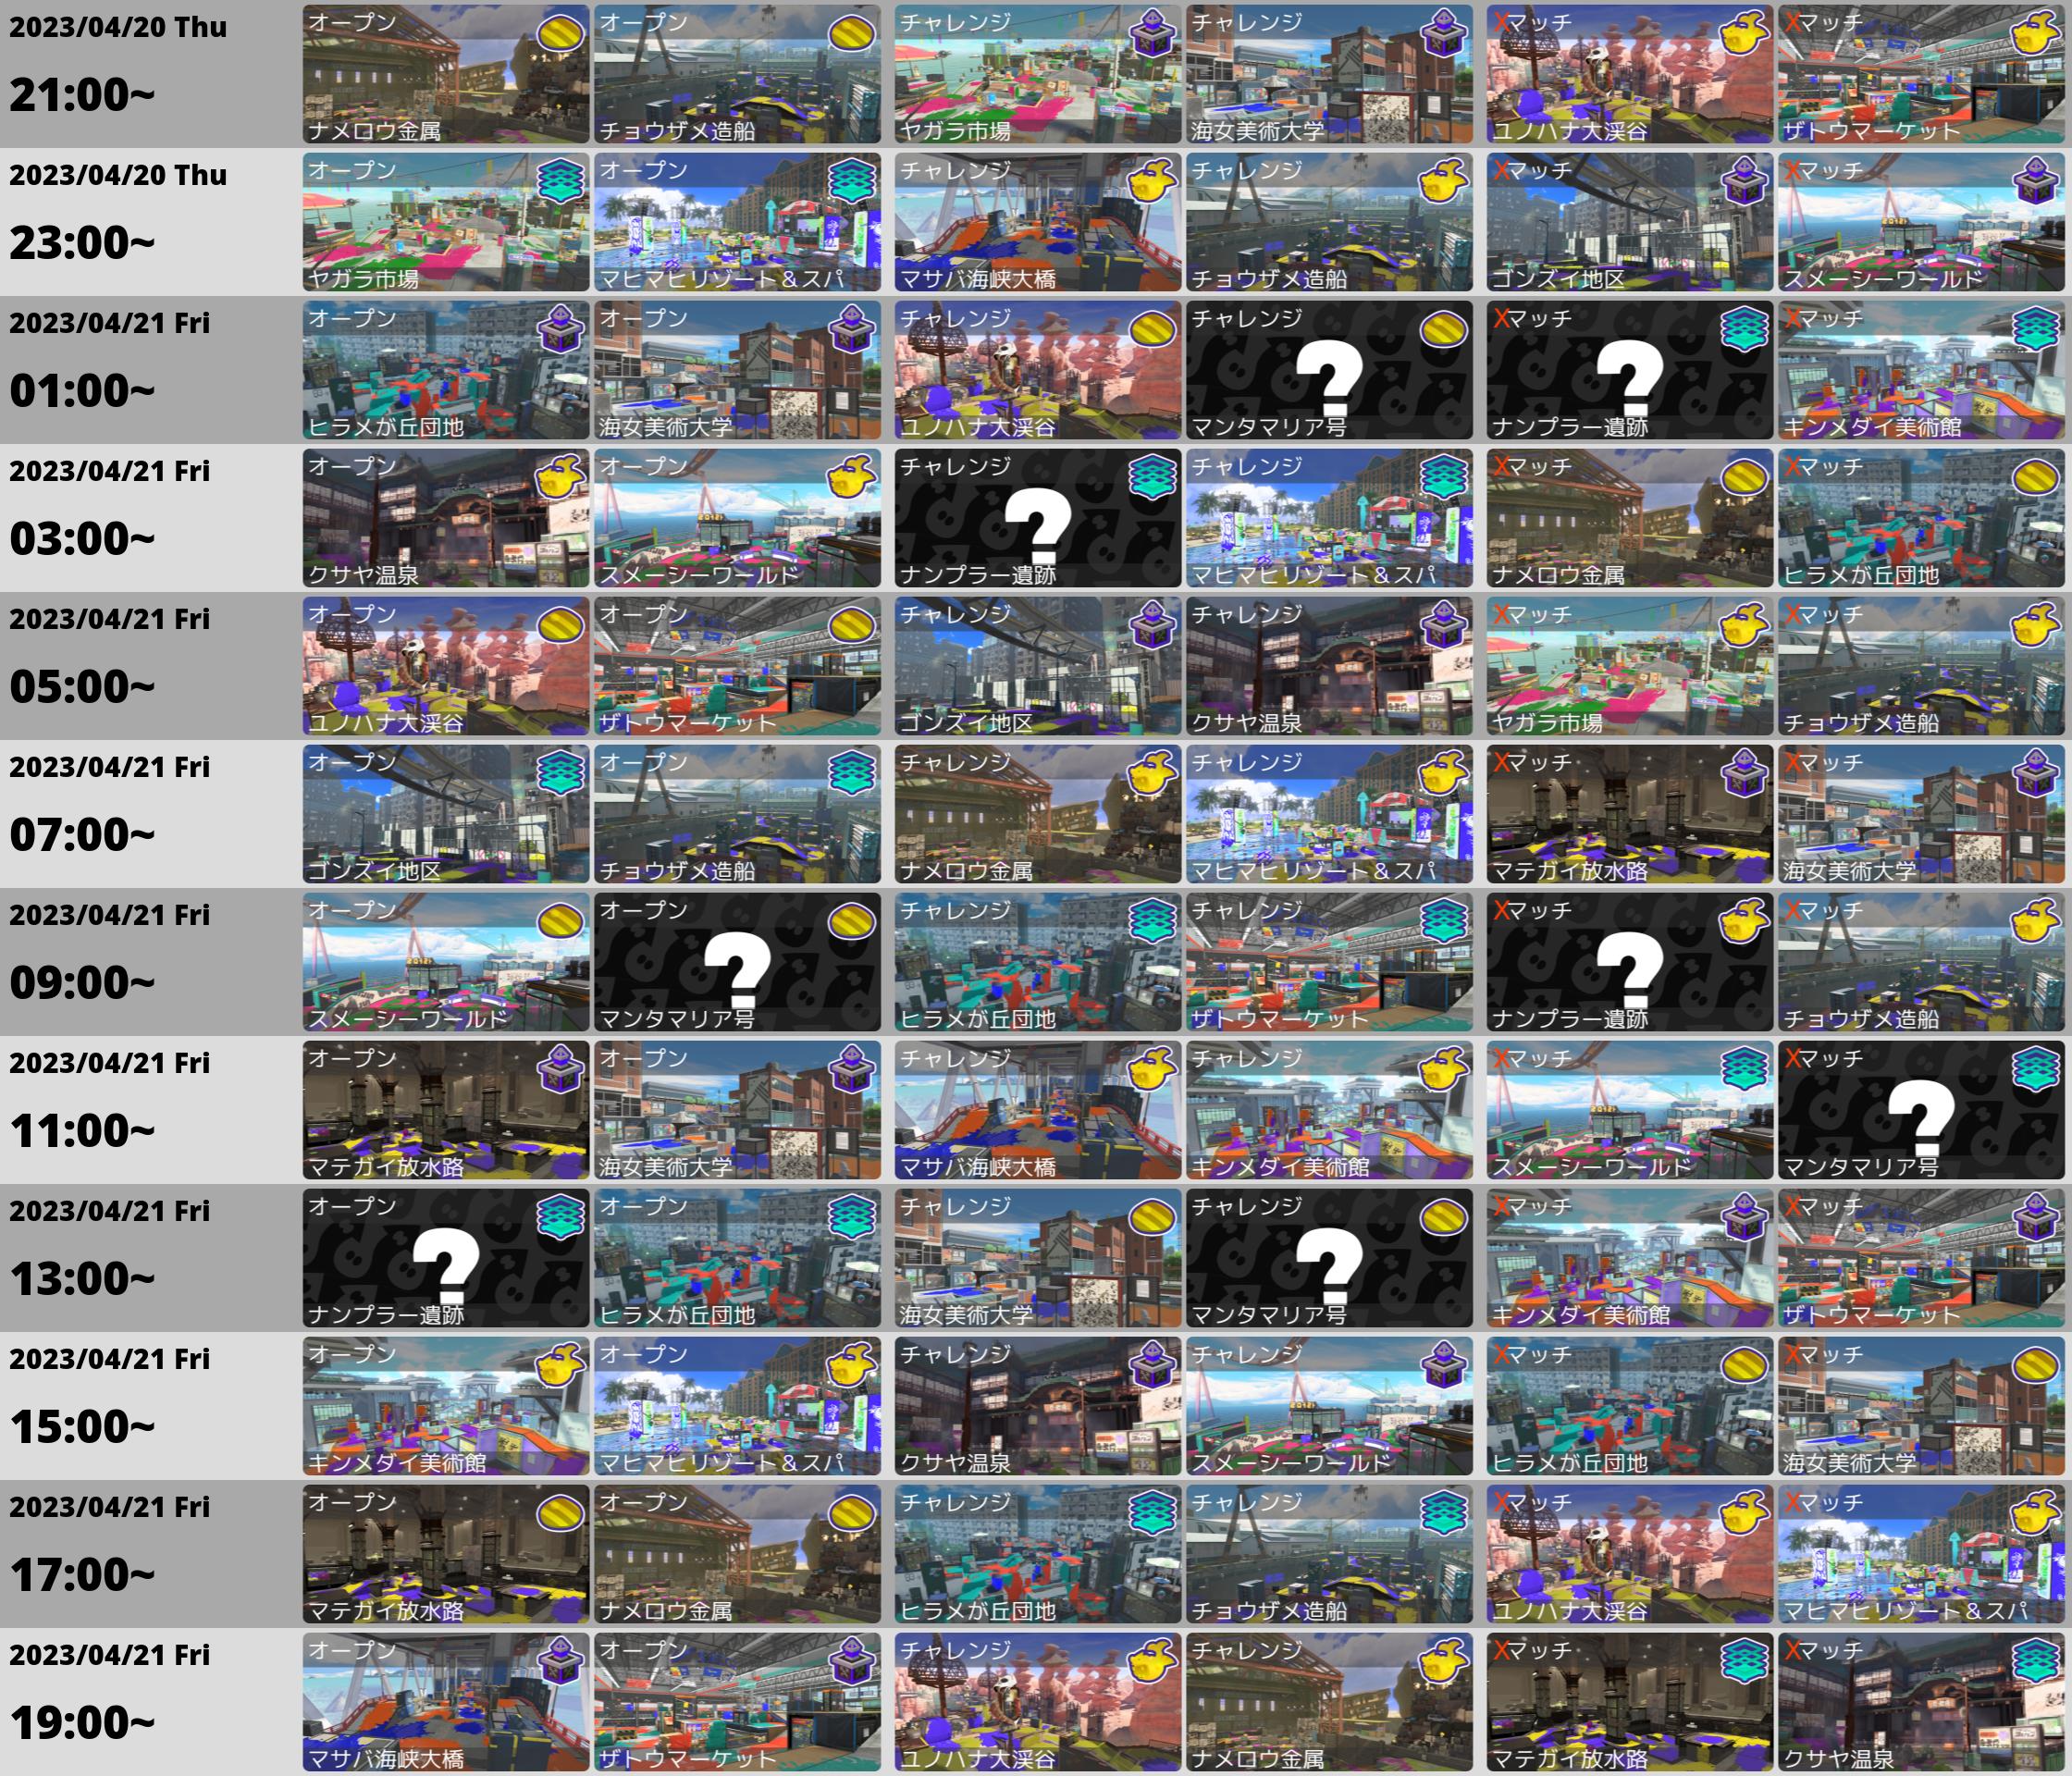 2023/04/20 Thu
21:00~
オープン オープン チャレンジ チャレンジ Xマッチ Xマッチ
ナメロウ金属 チョウザメ造船 ヤガラ市場 海女美術大学 ユノハナ大渓谷 ザトウマーケット
2023/04/20 Thu
23:00~
オープン オープン チャレンジ チャレンジ Xマッチ Xマッチ
ヤガラ市場 マヒマヒリゾート&スパ マサバ海峡大橋 チョウザメ造船 ゴンズイ地区 スメーシーワールド
2023/04/21 Fri
01:00~
オープン オープン チャレンジ チャレンジ Xマッチ Xマッチ
ヒラメが丘団地 海女美術大学 ユノハナ大渓谷 マンタマリア号 ナンプラー遺跡 キンメダイ美術館
2023/04/21 Fri
03:00~
オープン オープン チャレンジ チャレンジ Xマッチ Xマッチ
クサヤ温泉 スメーシーワールド ナンプラー遺跡 マヒマヒリゾート&スパ ナメロウ金属 ヒラメが丘団地
2023/04/21 Fri
05:00~
オープン オープン チャレンジ チャレンジ Xマッチ Xマッチ
ユノハナ大渓谷 ザトウマーケット ゴンズイ地区 クサヤ温泉 ヤガラ市場 チョウザメ造船
2023/04/21 Fri
07:00~
オープン オープン チャレンジ チャレンジ Xマッチ Xマッチ
ゴンズイ地区 チョウザメ造船 ナメロウ金属 マヒマヒリゾート&スパ マテガイ放水路 海女美術大学
2023/04/21 Fri
09:00~
オープン オープン チャレンジ チャレンジ Xマッチ Xマッチ
スメーシーワールド マンタマリア号 ヒラメが丘団地 ザトウマーケット ナンプラー遺跡 チョウザメ造船
2023/04/21 Fri
11:00~
オープン オープン チャレンジ チャレンジ Xマッチ Xマッチ
マテガイ放水路 海女美術大学 マサバ海峡大橋 キンメダイ美術館 スメーシーワールド マンタマリア号
2023/04/21 Fri
13:00~
オープン オープン チャレンジ チャレンジ Xマッチ Xマッチ
ナンプラー遺跡 ヒラメが丘団地 海女美術大学 マンタマリア号 キンメダイ美術館 ザトウマーケット
2023/04/21 Fri
15:00~
オープン オープン チャレンジ チャレンジ Xマッチ Xマッチ
キンメダイ美術館 マヒマヒリゾート&スパ クサヤ温泉 スメーシーワールド ヒラメが丘団地 海女美術大学
2023/04/21 Fri
17:00~
オープン オープン チャレンジ チャレンジ Xマッチ Xマッチ
マテガイ放水路 ナメロウ金属 ヒラメが丘団地 チョウザメ造船 ユノハナ大渓谷 マヒマヒリゾート&スパ
2023/04/21 Fri
19:00~
オープン オープン チャレンジ チャレンジ Xマッチ Xマッチ
マサバ海峡大橋 ザトウマーケット ユノハナ大渓谷 ナメロウ金属 マテガイ放水路 クサヤ温泉